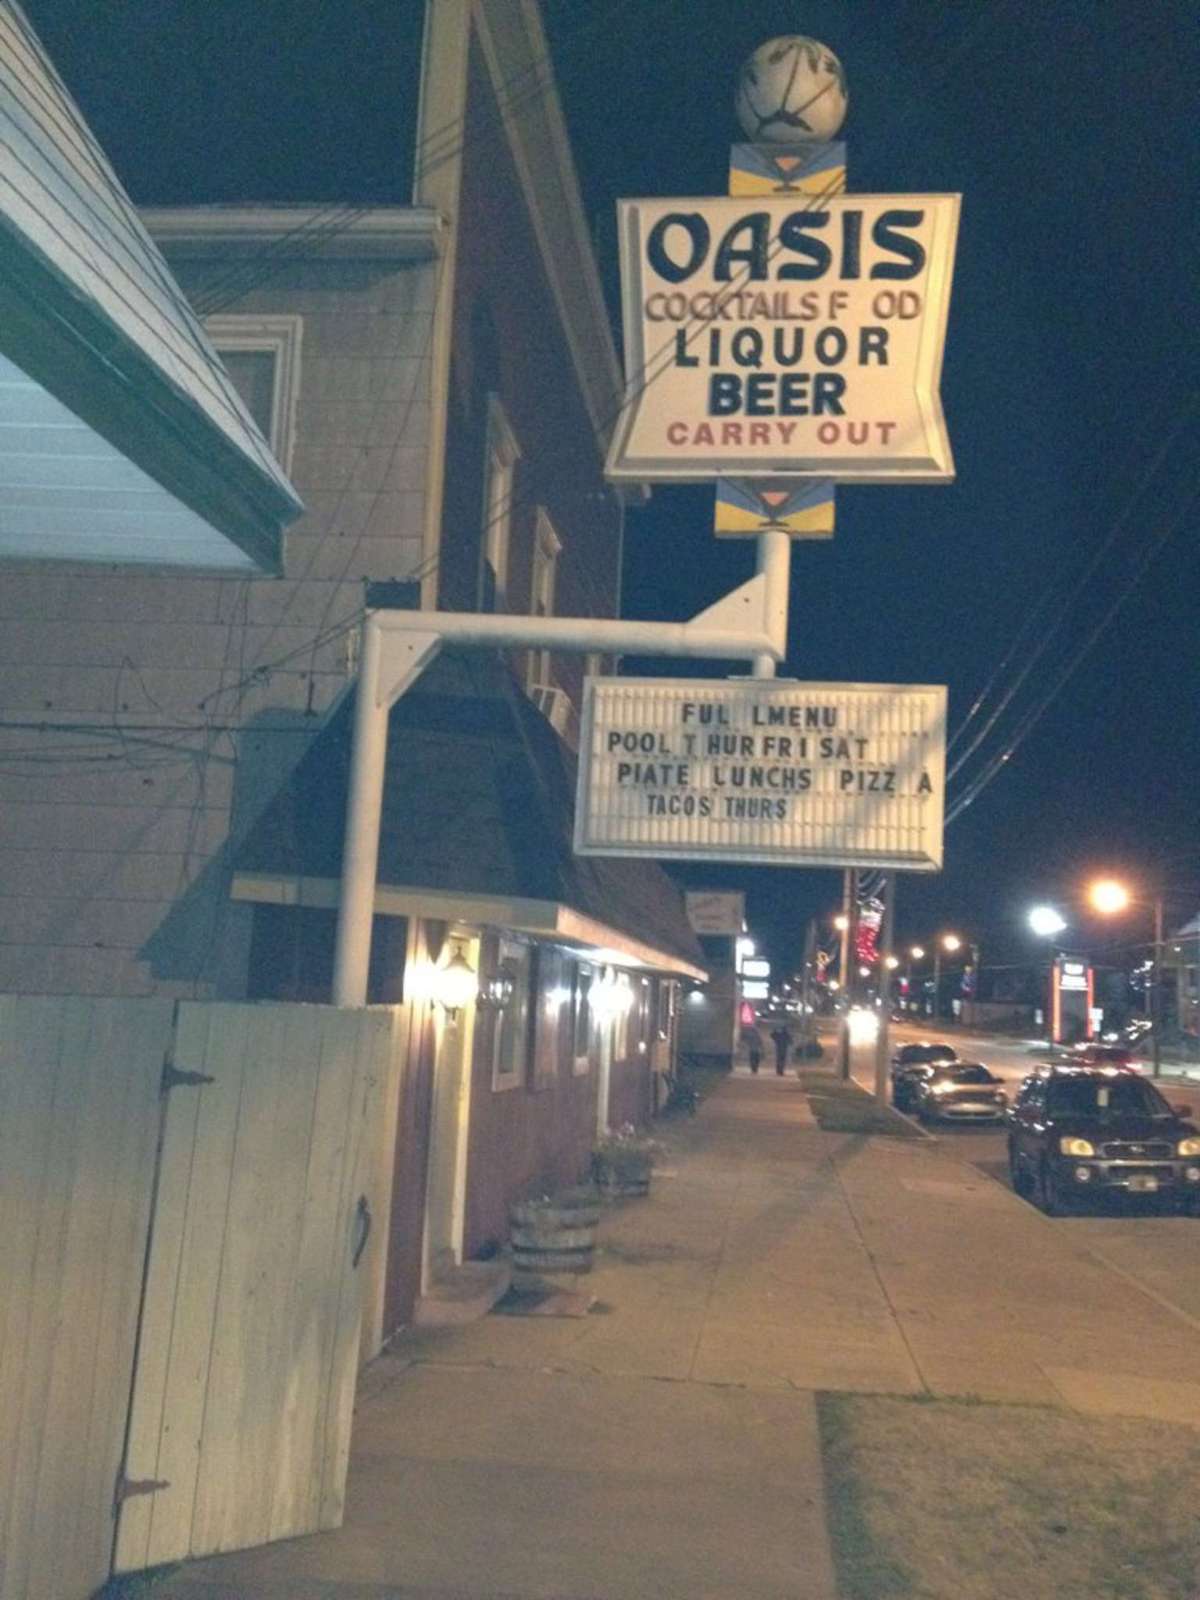 OASIS
COCKTAILS F OD
LIQUOR
BEER
CARRY OUT
FUL LMENU
POOL T HUR FRI SAT
PIATE LUNCHS PIZZ A
TACOS THURS